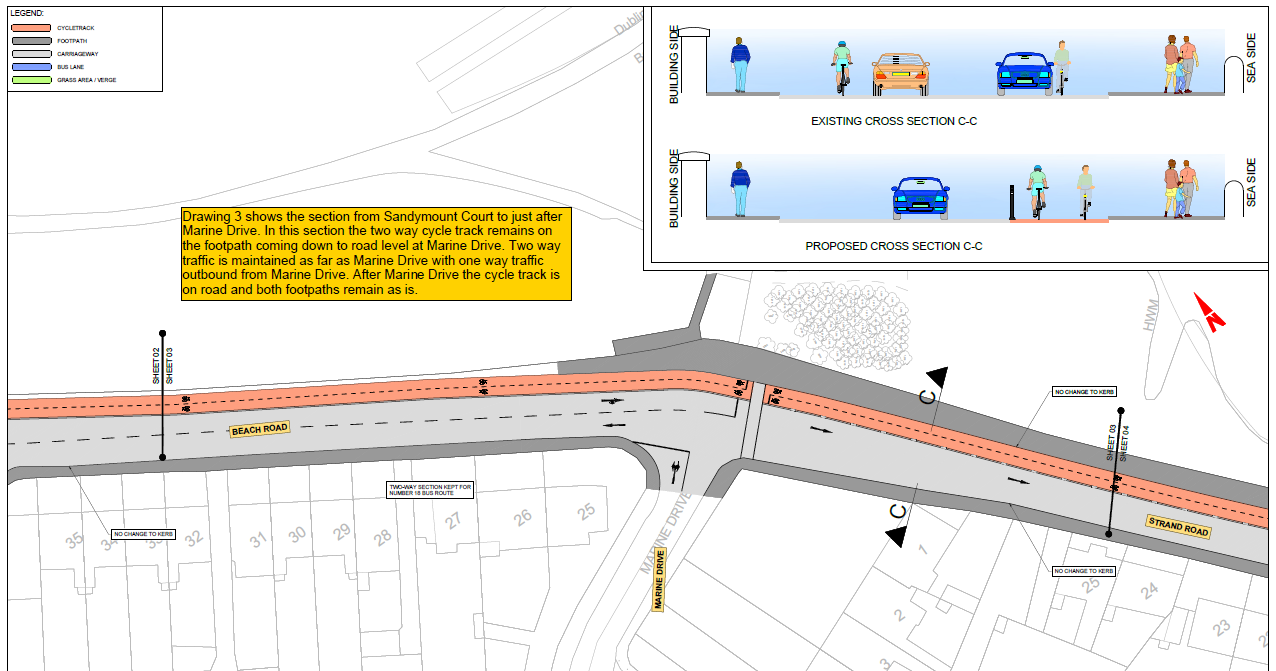 LEGEND:
CYCLETRACK
FOOTPATH
CARRIAGEWAY
BUS LANE
GRASS AREA / VERGE
BUILDING SIDE
SEA SIDE
EXISTING CROSS SECTION C-C
BUILDING SIDE
SEA SIDE
PROPOSED CROSS SECTION C-C
Drawing 3 shows the section from Sandymount Court to just after
Marine Drive. In this section the two way cycle track remains on
the footpath coming down to road level at Marine Drive. Two way
traffic is maintained as far as Marine Drive with one way traffic
outbound from Marine Drive. After Marine Drive the cycle track is
on road and both footpaths remain as is.
N
HWM
SHEET 02
SHEET 03
C
NO CHANGE TO KERB
SHEET 03
SHEET 04
BEACH ROAD
TWO-WAY SECTION KEPT FOR
NUMBER 18 BUS ROUTE
MARINE DRIVE
MARINE DRIVE
C
STRAND ROAD
NO CHANGE TO KERB
NO CHANGE TO KERB
35
33
32
31
30
29
28
27
26
25
1
2
3
25
24
23